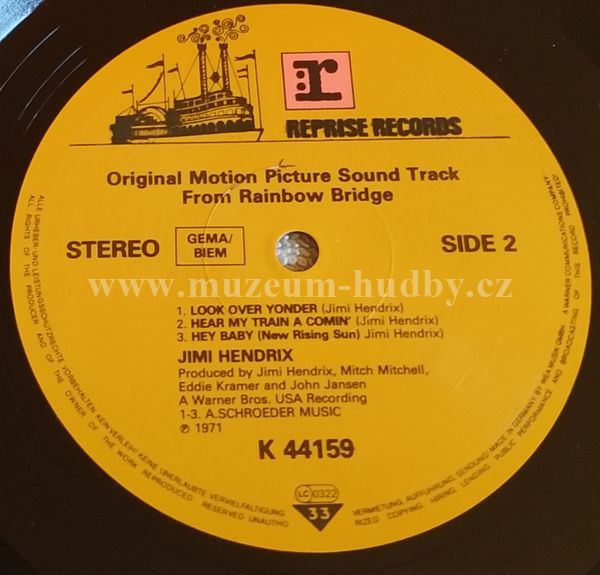 r
REPRISE RECORDS
Original Motion Picture Sound Track
From Rainbow Bridge
STEREO
GEMA/
BIEM
SIDE 2
www.muzeum-hudby.cz
1. LOOK OVER YONDER (Jimi Hendrix)
2. HEAR MY TRAIN A COMIN' (Jimi Hendrix)
3. HEY BABY (New Rising Sun) (Jimi Hendrix)
JIMI HENDRIX
Produced by Jimi Hendrix, Mitch Mitchell,
Eddie Kramer and John Jansen
A Warner Bros. USA Recording
1-3. A.SCHROEDER MUSIC
℗ 1971
K 44159
LC 0322
33
ALLE URHEBER- UND LEISTUNGSSCHUTZRECHTE VORBEHALTEN KEIN VERLEIH! KEINE UNERLAUBTE VERVIELFÄLTIGUNG
VERMIETUNG, AUFFÜHRUNG, SENDUNG! MADE IN GERMANY BY WEA MUSIK GMBH. A WARNER COMMUNICATIONS COMPANY
ALL RIGHTS OF THE PRODUCER AND OF THE OWNER OF THE WORK REPRODUCED RESERVED UNAUTHO
RIZED COPYING, HIRING, LENDING, PUBLIC PERFORMANCE AND BROADCASTING OF THIS RECORD PROHIBITED!